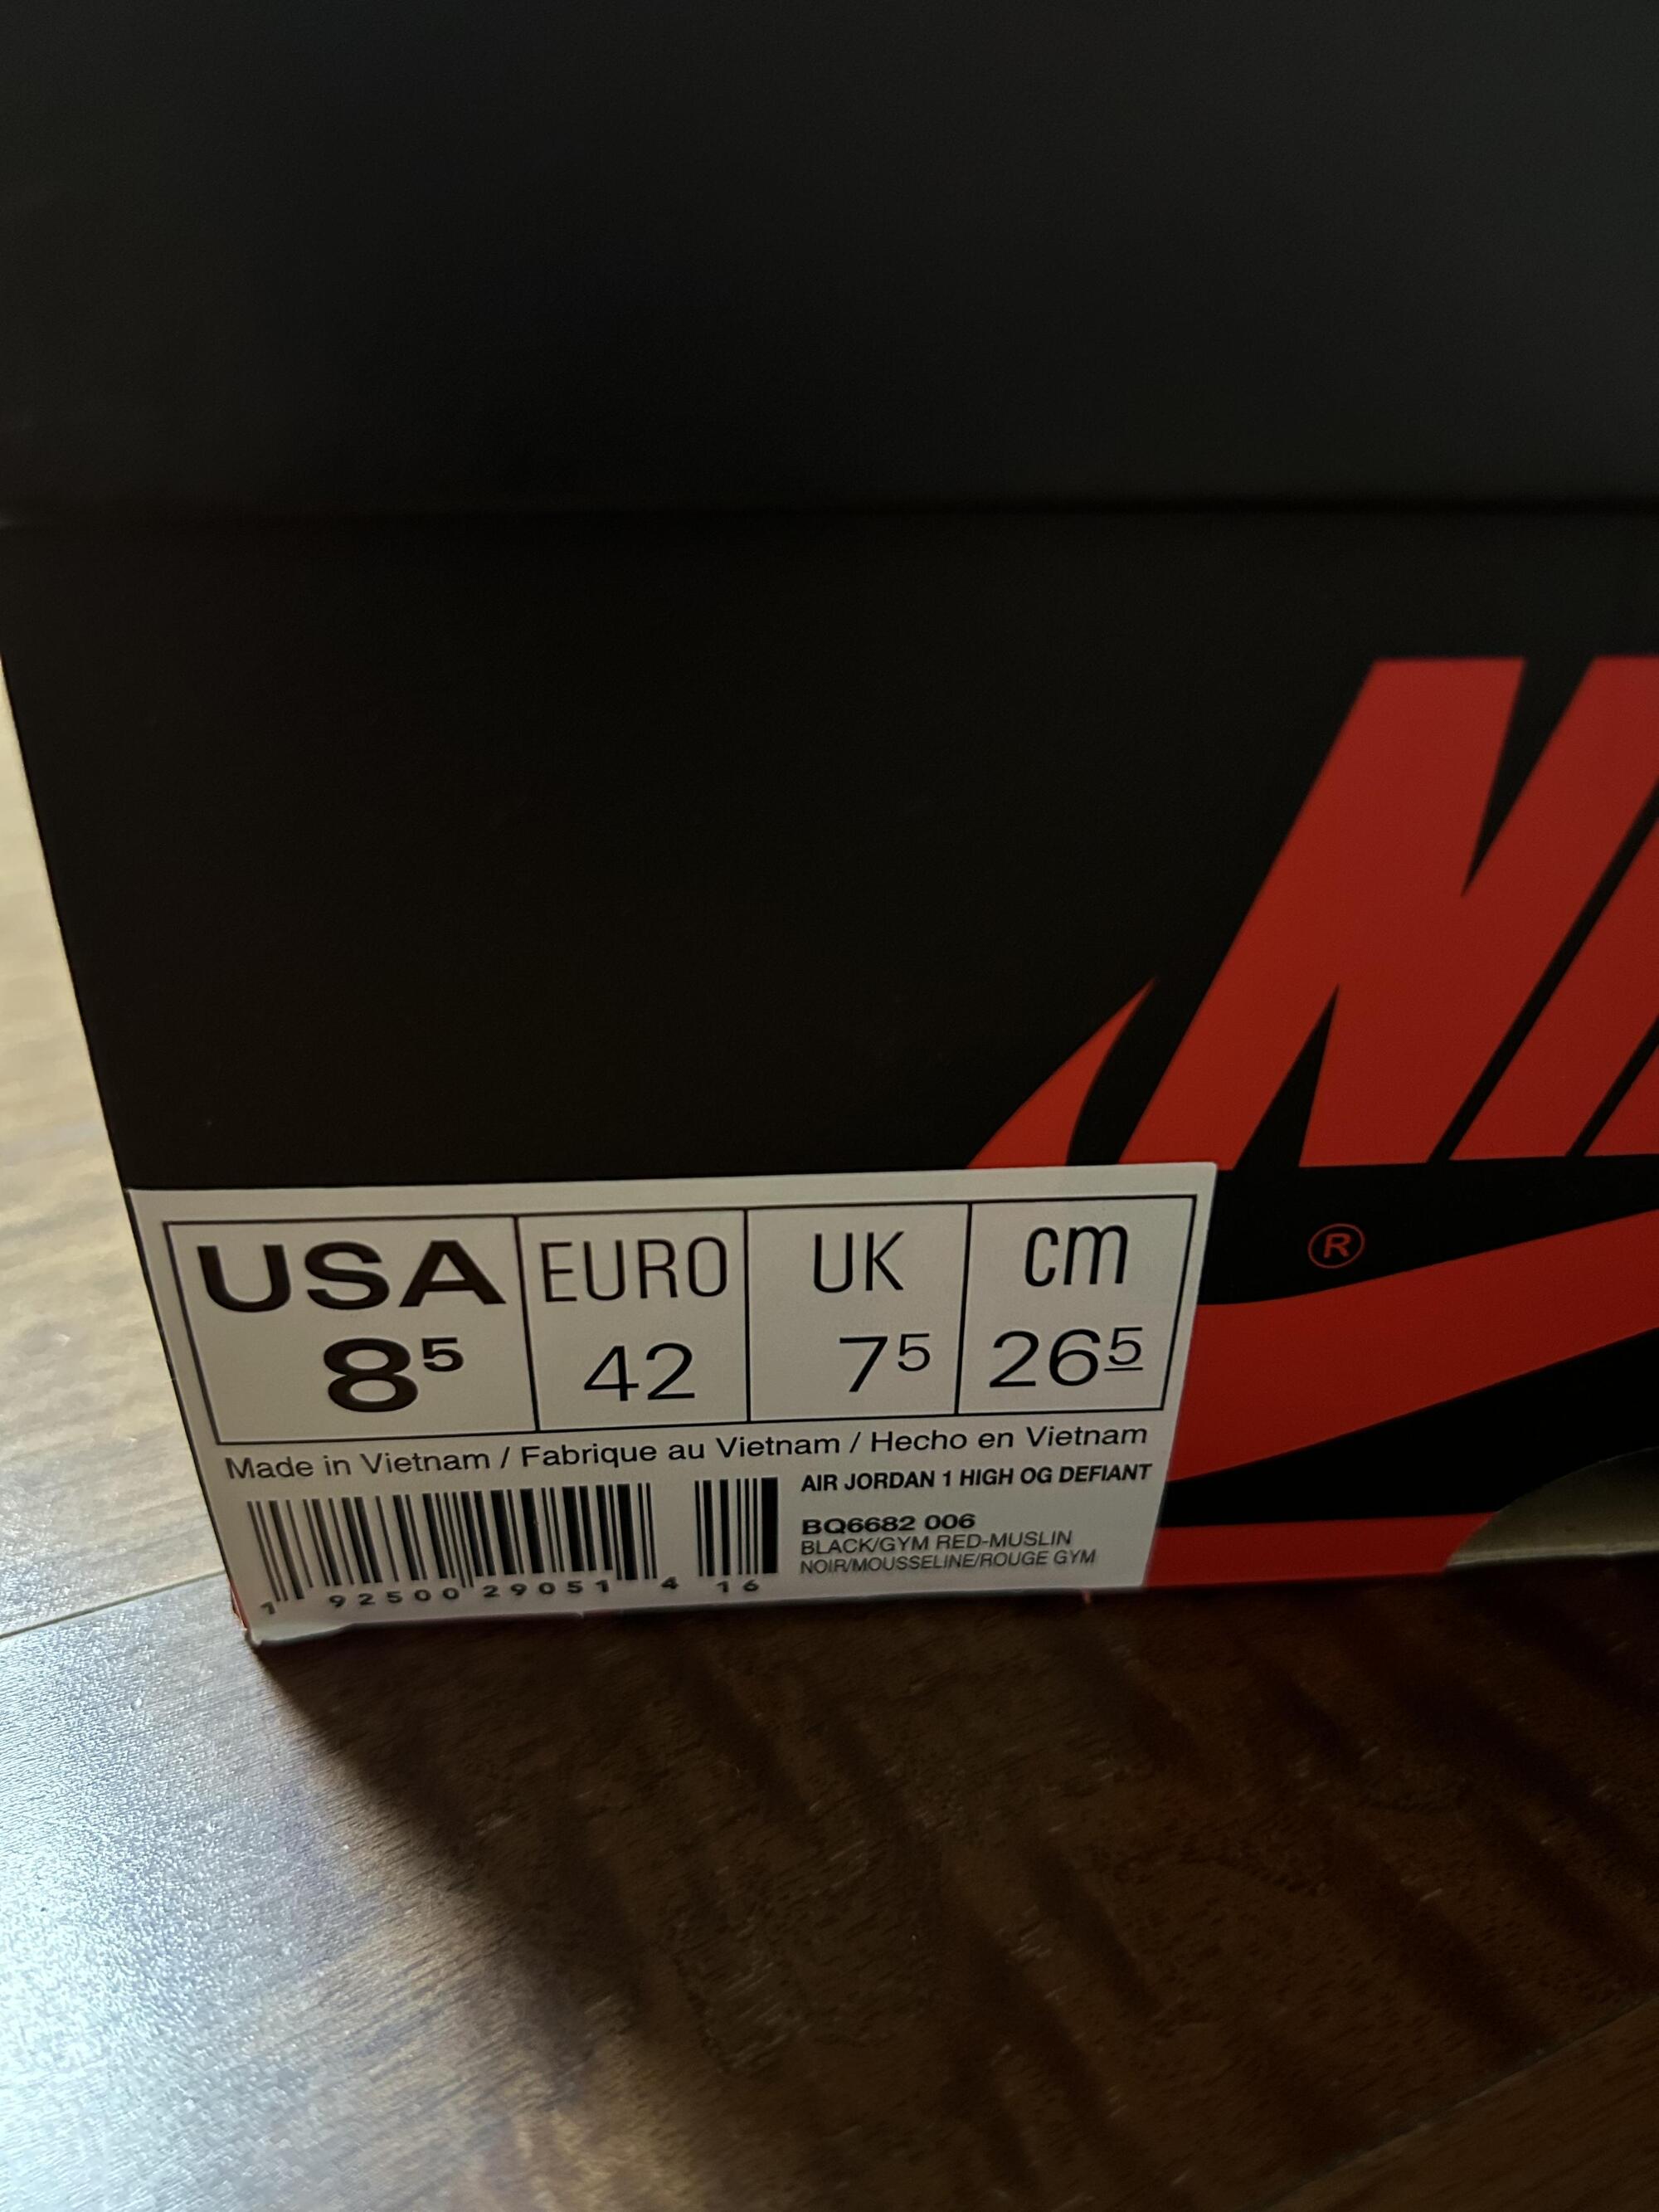 NI
®
USA EURO UK cm
8⁵ 42 7⁵ 26⁵
Made in Vietnam / Fabrique au Vietnam / Hecho en Vietnam
AIR JORDAN 1 HIGH OG DEFIANT
BQ6682 006
BLACK/GYM RED-MUSLIN
NOIR/MOUSSELINE/ROUGE GYM
1 92500 29051 4 16